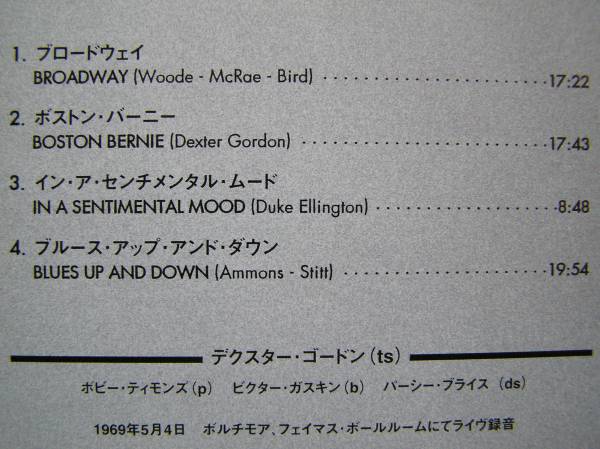 1. ブロードウェイ
BROADWAY (Woode - McRae - Bird) ・・・・・・・・・・・・・・・・・・・・・・・ 17:22
2. ボストン・バーニー
BOSTON BERNIE (Dexter Gordon) ・・・・・・・・・・・・・・・・・・・・・・・・・ 17:43
3. イン・ア・センチメンタル・ムード
IN A SENTIMENTAL MOOD (Duke Ellington) ・・・・・・・・・・・・・・・・・・ 8:48
4. ブルース・アップ・アンド・ダウン
BLUES UP AND DOWN (Ammons - Stitt) ・・・・・・・・・・・・・・・・・・・・ 19:54
デクスター・ゴードン (ts)
ボビー・ティモンズ (p) ビクター・ガスキン (b) パーシー・ブライス (ds)
1969年5月4日 ボルチモア、フェイマス・ボールルームにてライヴ録音